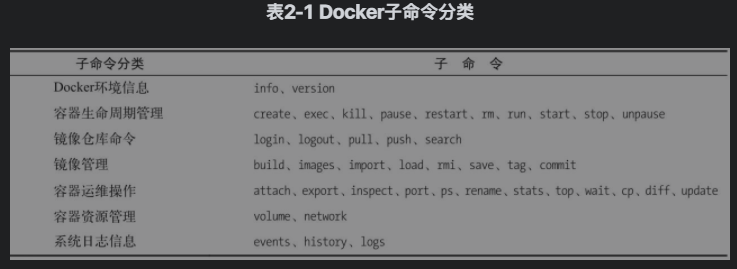 表2-1 Docker子命令分类
子命令分类 子 命 令
Docker环境信息 info、version
容器生命周期管理 create、exec、kill、pause、restart、rm、run、start、stop、unpause
镜像仓库命令 login、logout、pull、push、search
镜像管理 build、images、import、load、rmi、save、tag、commit
容器运维操作 attach、export、inspect、port、ps、rename、stats、top、wait、cp、diff、update
容器资源管理 volume、network
系统日志信息 events、history、logs